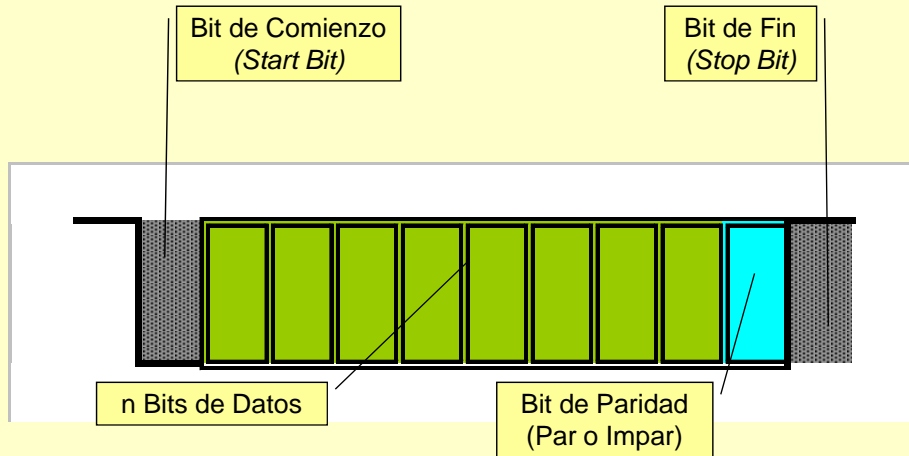 Bit de Comienzo
(Start Bit)
Bit de Fin
(Stop Bit)
n Bits de Datos
Bit de Paridad
(Par o Impar)